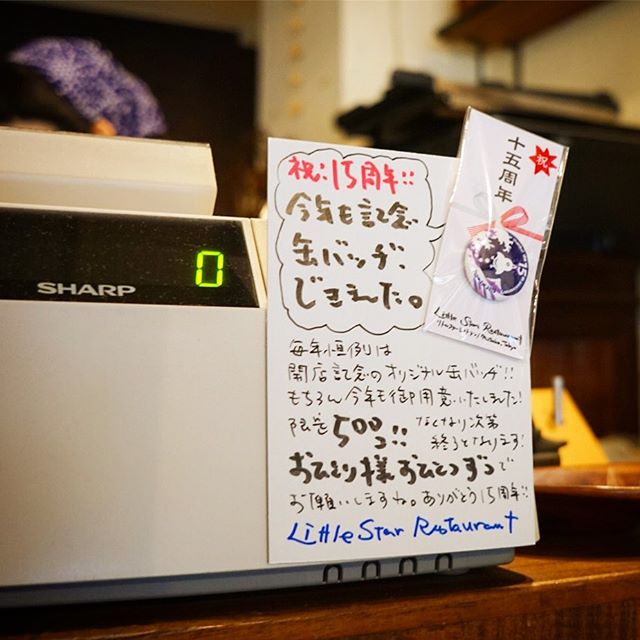 0
SHARP
祝:15周年!!
今年も記念
缶バッヂ、
できました。
祝
十五周年
15
Little Star Restaurant
毎年恒例は
開店記念のオリジナル缶バッヂ!!
もちろん今年も御用意いたしました!
限定500コ!! なくなり次第
終了となります!
おひとり様おひとつずつで
お願いしますね。ありがとう15周年!!
Little Star Restaurant